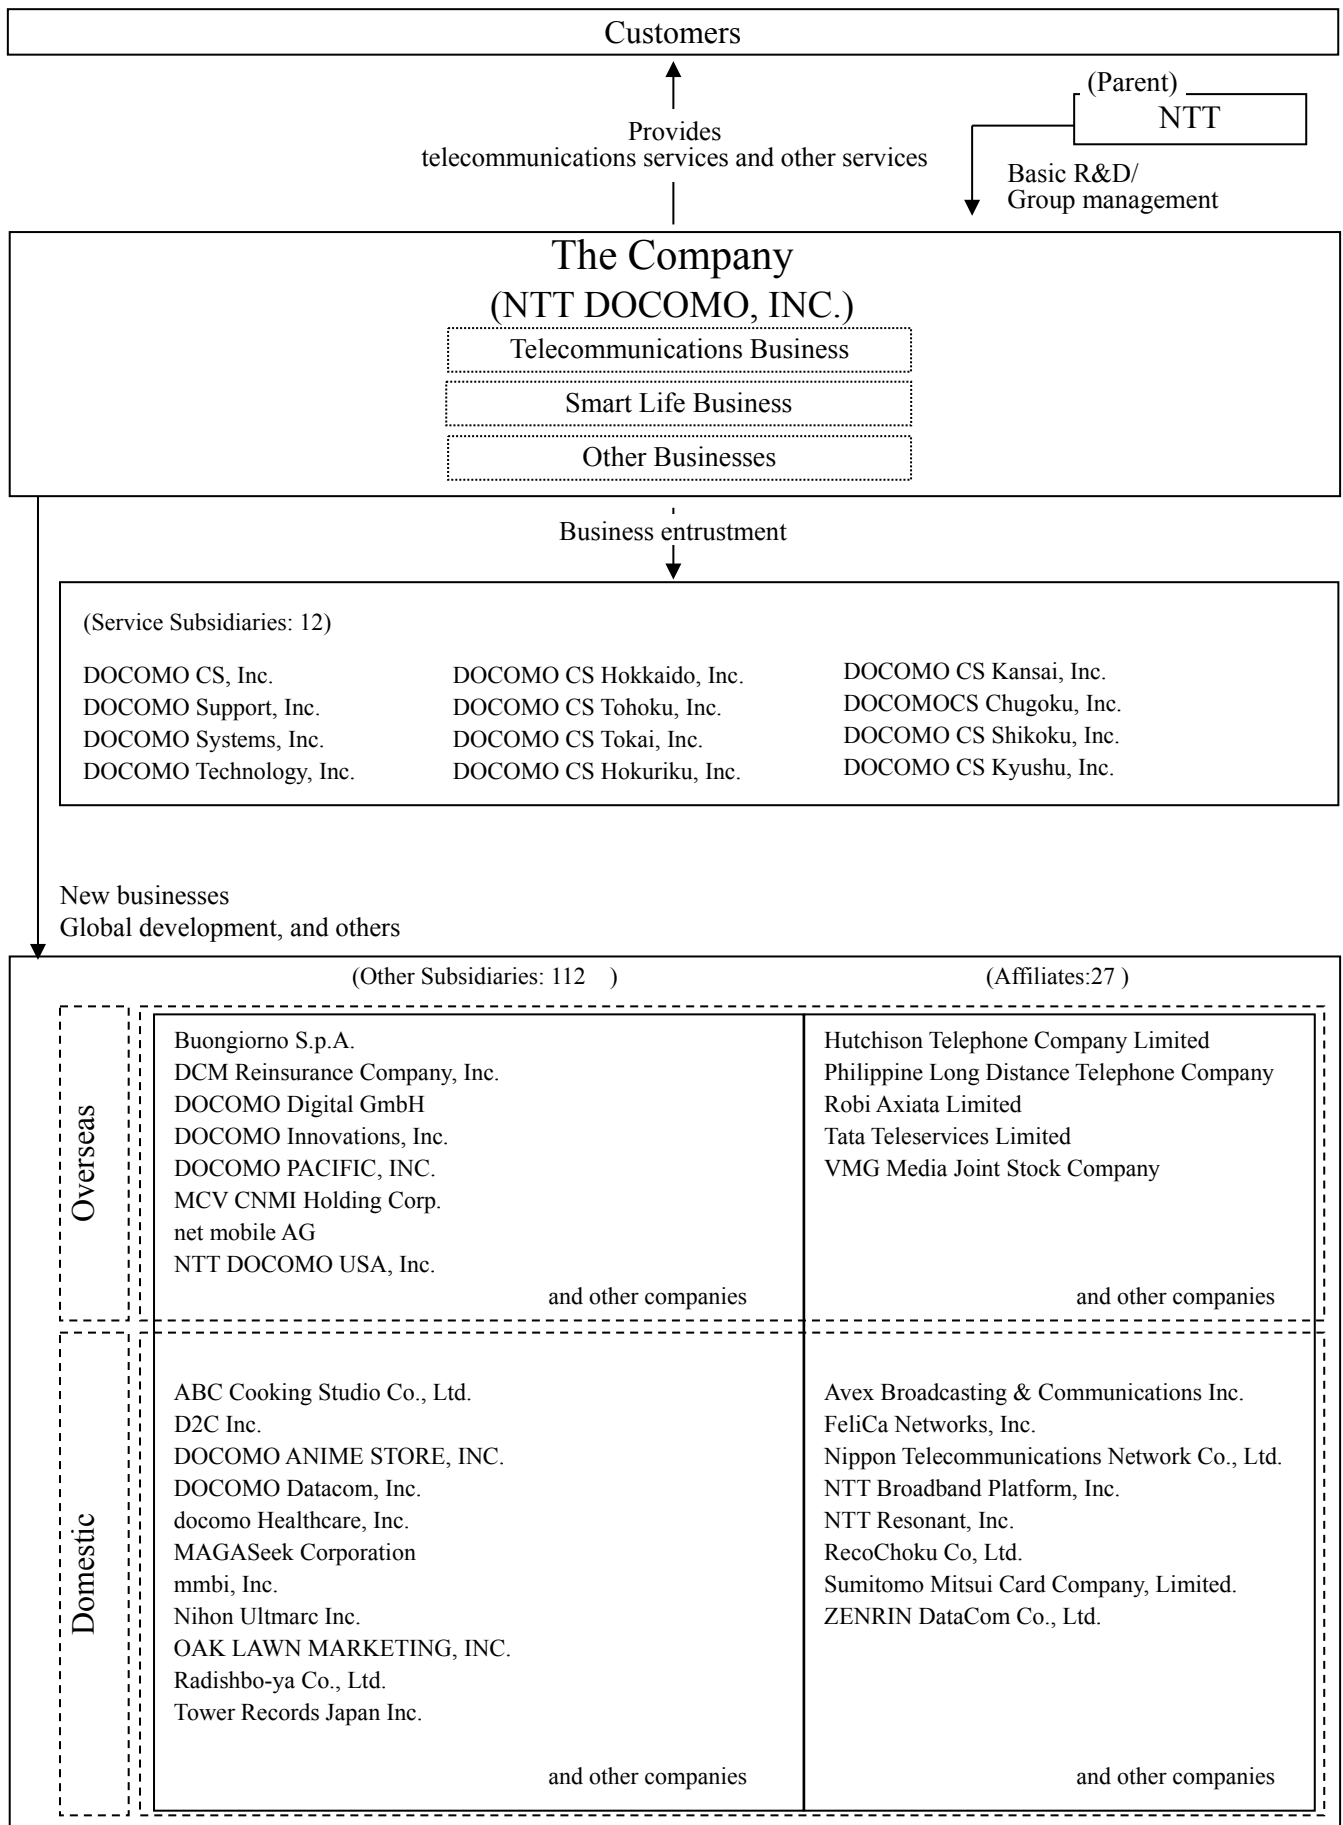 Customers
(Parent)
NTT
Provides
telecommunications services and other services
Basic R&D/
Group management
The Company
(NTT DOCOMO, INC.)
Telecommunications Business
Smart Life Business
Other Businesses
Business entrustment
(Service Subsidiaries: 12)
DOCOMO CS, Inc.
DOCOMO Support, Inc.
DOCOMO Systems, Inc.
DOCOMO Technology, Inc.
DOCOMO CS Hokkaido, Inc.
DOCOMO CS Tohoku, Inc.
DOCOMO CS Tokai, Inc.
DOCOMO CS Hokuriku, Inc.
DOCOMO CS Kansai, Inc.
DOCOMOCS Chugoku, Inc.
DOCOMO CS Shikoku, Inc.
DOCOMO CS Kyushu, Inc.
New businesses
Global development, and others
(Other Subsidiaries: 112 )
(Affiliates:27 )
Overseas
Buongiorno S.p.A.
DCM Reinsurance Company, Inc.
DOCOMO Digital GmbH
DOCOMO Innovations, Inc.
DOCOMO PACIFIC, INC.
MCV CNMI Holding Corp.
net mobile AG
NTT DOCOMO USA, Inc.
and other companies
Hutchison Telephone Company Limited
Philippine Long Distance Telephone Company
Robi Axiata Limited
Tata Teleservices Limited
VMG Media Joint Stock Company
and other companies
Domestic
ABC Cooking Studio Co., Ltd.
D2C Inc.
DOCOMO ANIME STORE, INC.
DOCOMO Datacom, Inc.
docomo Healthcare, Inc.
MAGASeek Corporation
mmbi, Inc.
Nihon Ultmarc Inc.
OAK LAWN MARKETING, INC.
Radishbo-ya Co., Ltd.
Tower Records Japan Inc.
and other companies
Avex Broadcasting & Communications Inc.
FeliCa Networks, Inc.
Nippon Telecommunications Network Co., Ltd.
NTT Broadband Platform, Inc.
NTT Resonant, Inc.
RecoChoku Co, Ltd.
Sumitomo Mitsui Card Company, Limited.
ZENRIN DataCom Co., Ltd.
and other companies